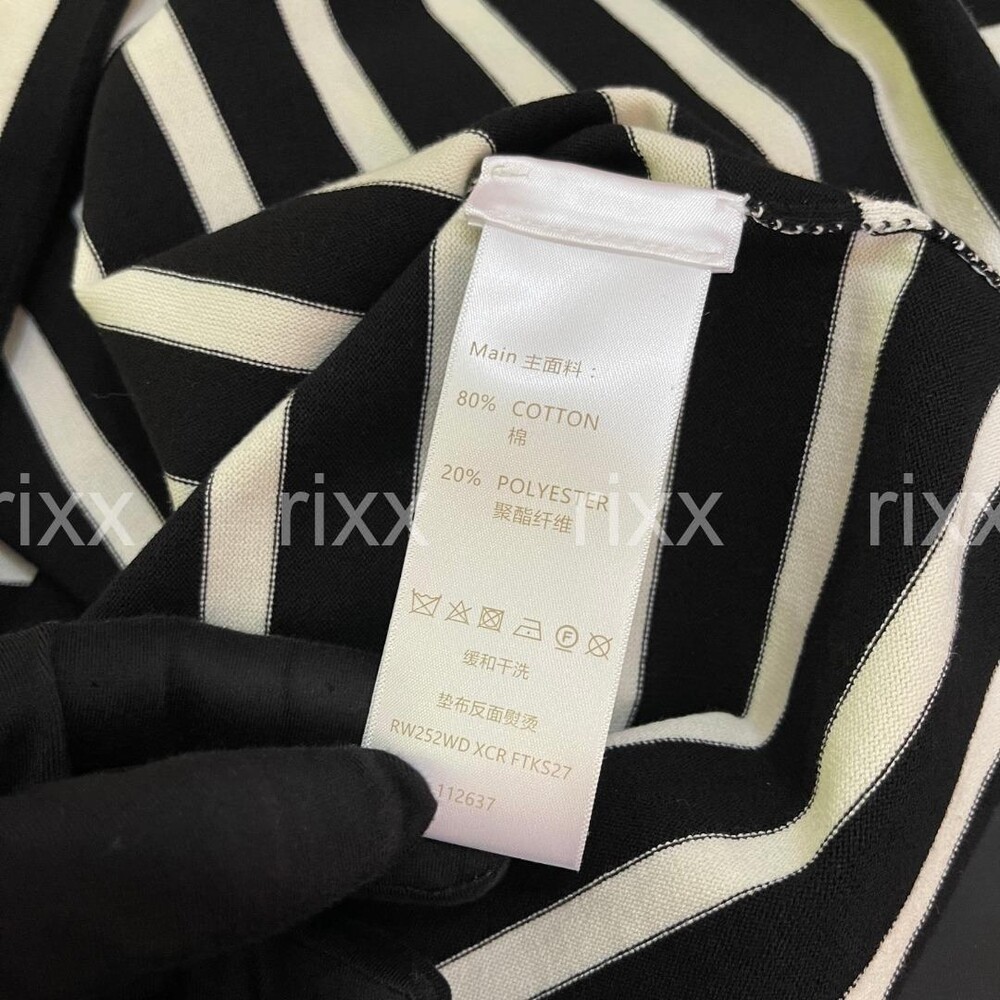 Main 主面料：
80% COTTON
棉
20% POLYESTER
聚酯纤维
rixx rixx rixx rixx
F
缓和干洗
垫布反面熨烫
RW252WD XCR FTKS27
112637